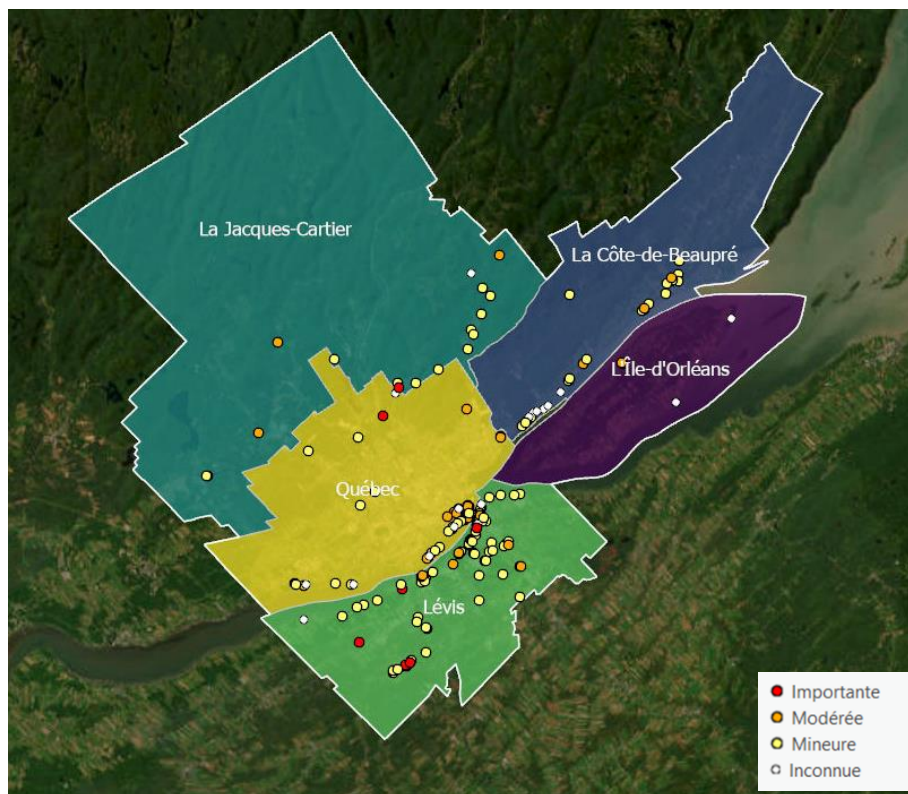 La Jacques-Cartier
La Côte-de-Beaupré
L'Île-d'Orléans
Québec
Lévis
Importante
Modérée
Mineure
Inconnue